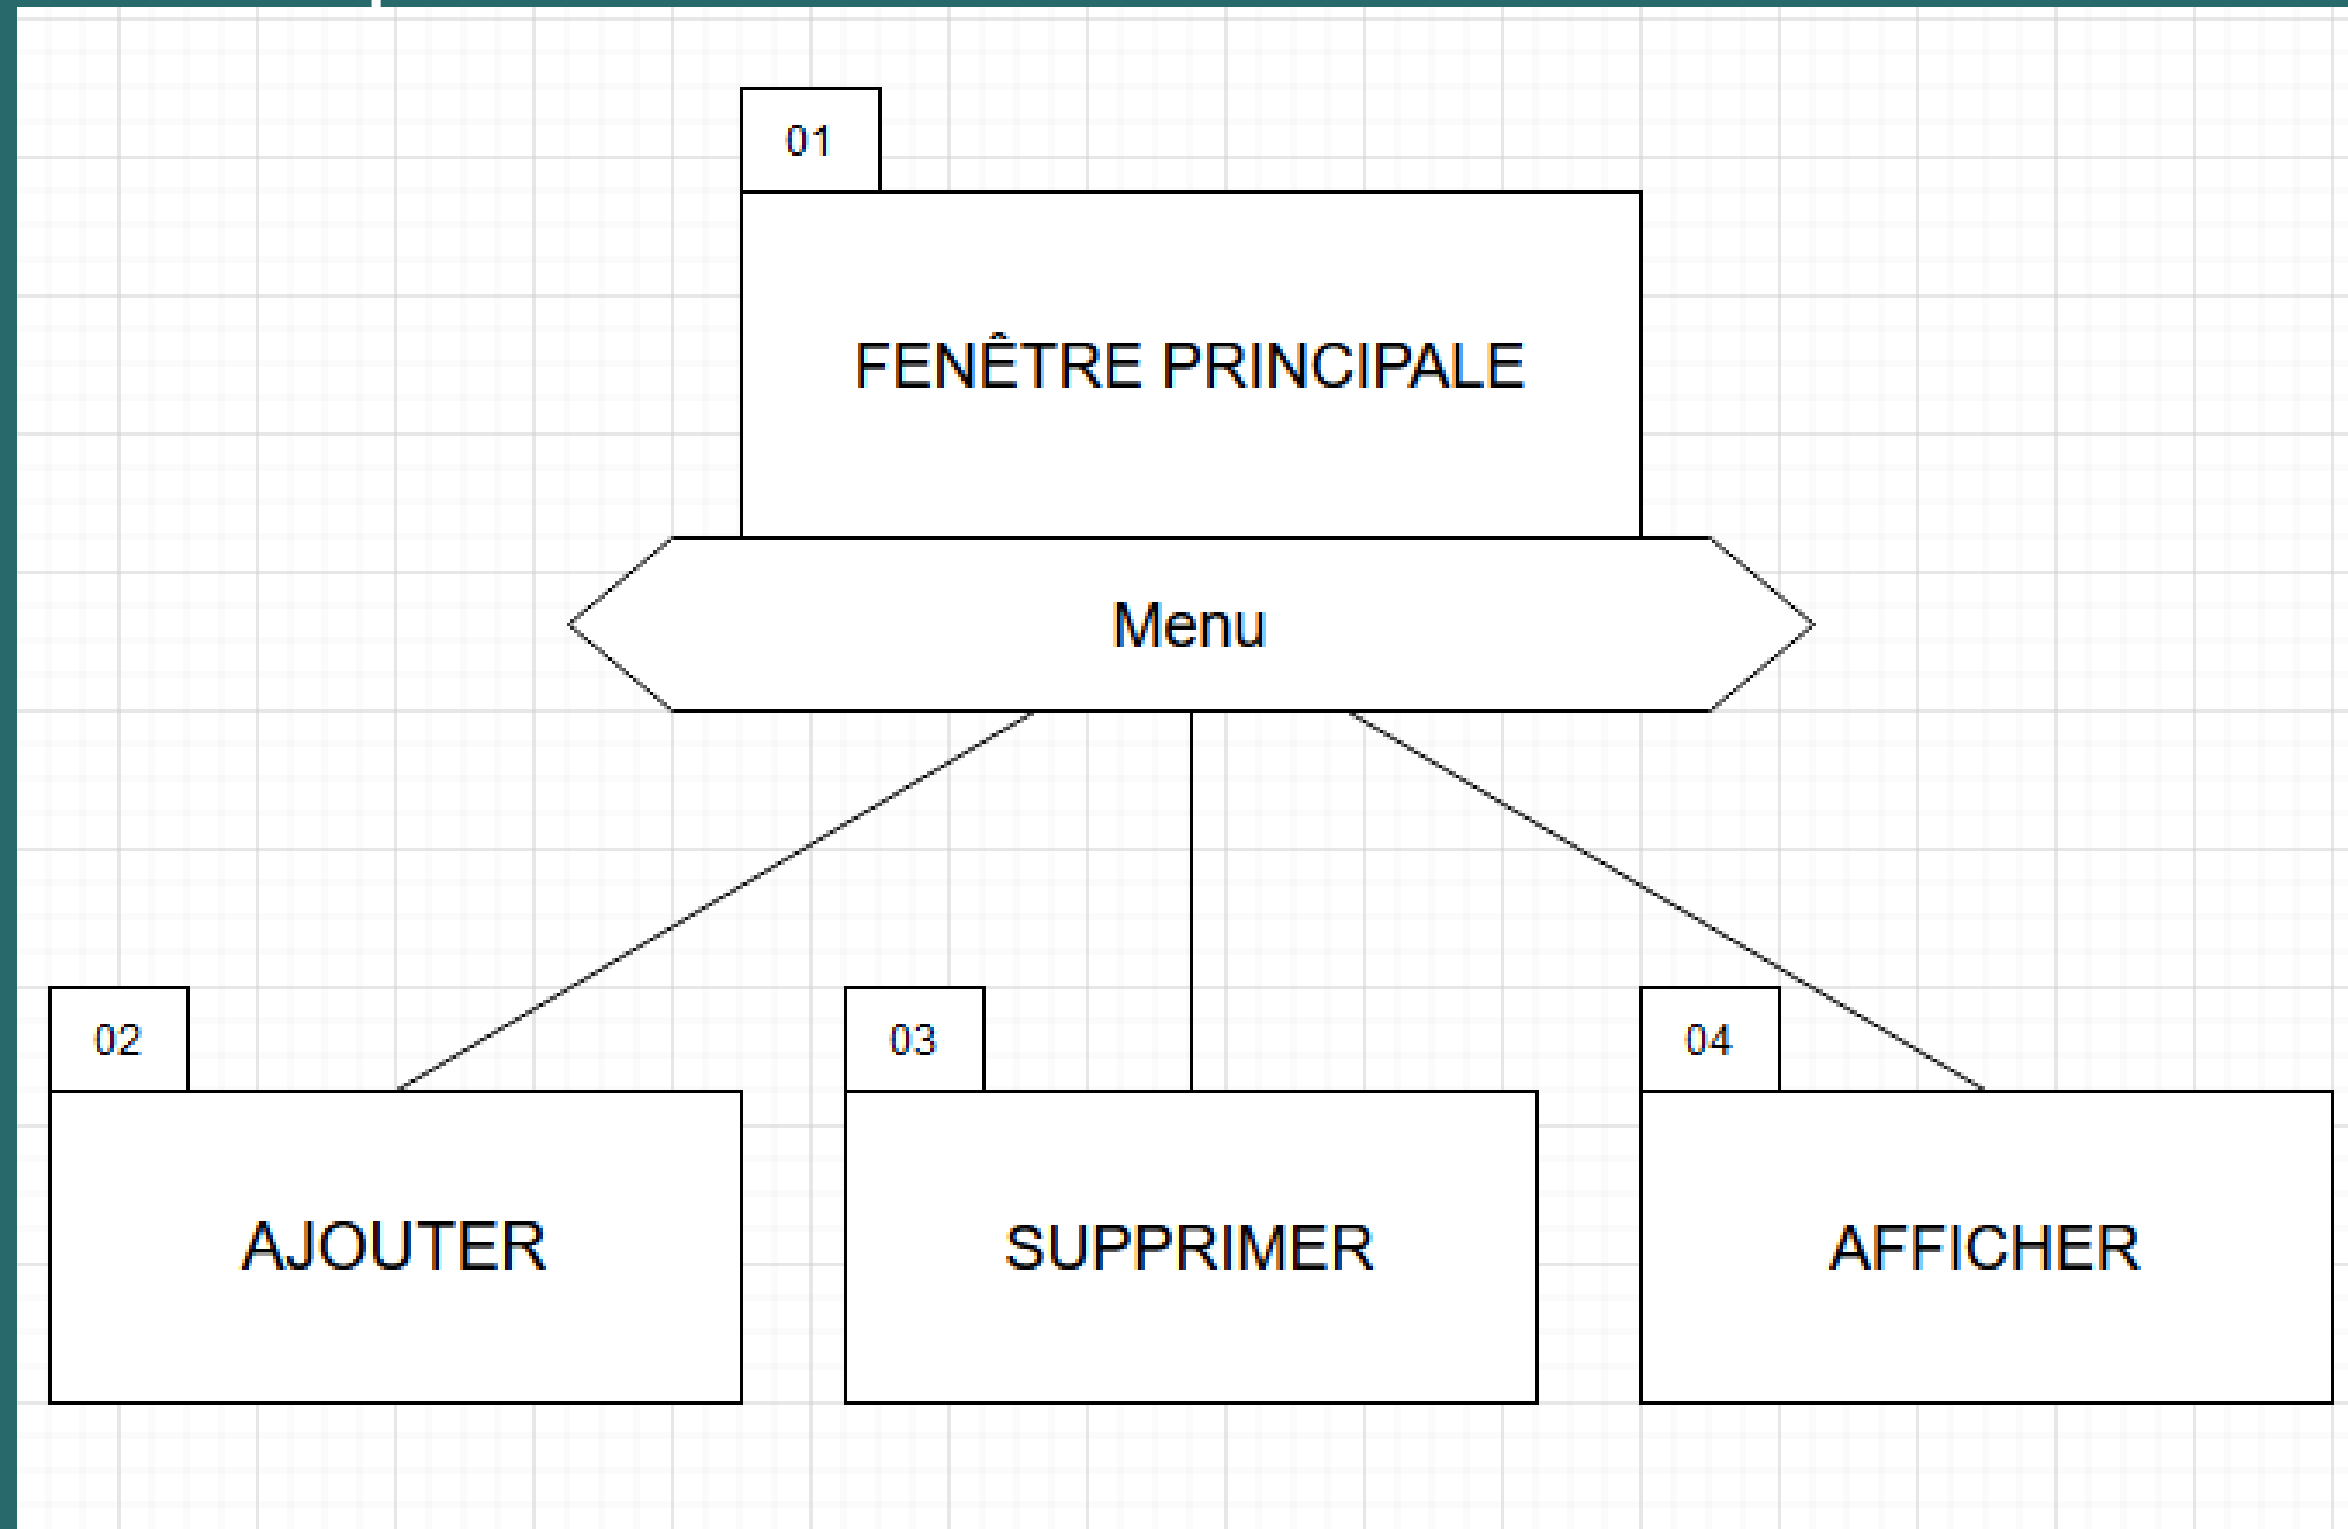 01
FENÊTRE PRINCIPALE
Menu
02
03
04
AJOUTER
SUPPRIMER
AFFICHER